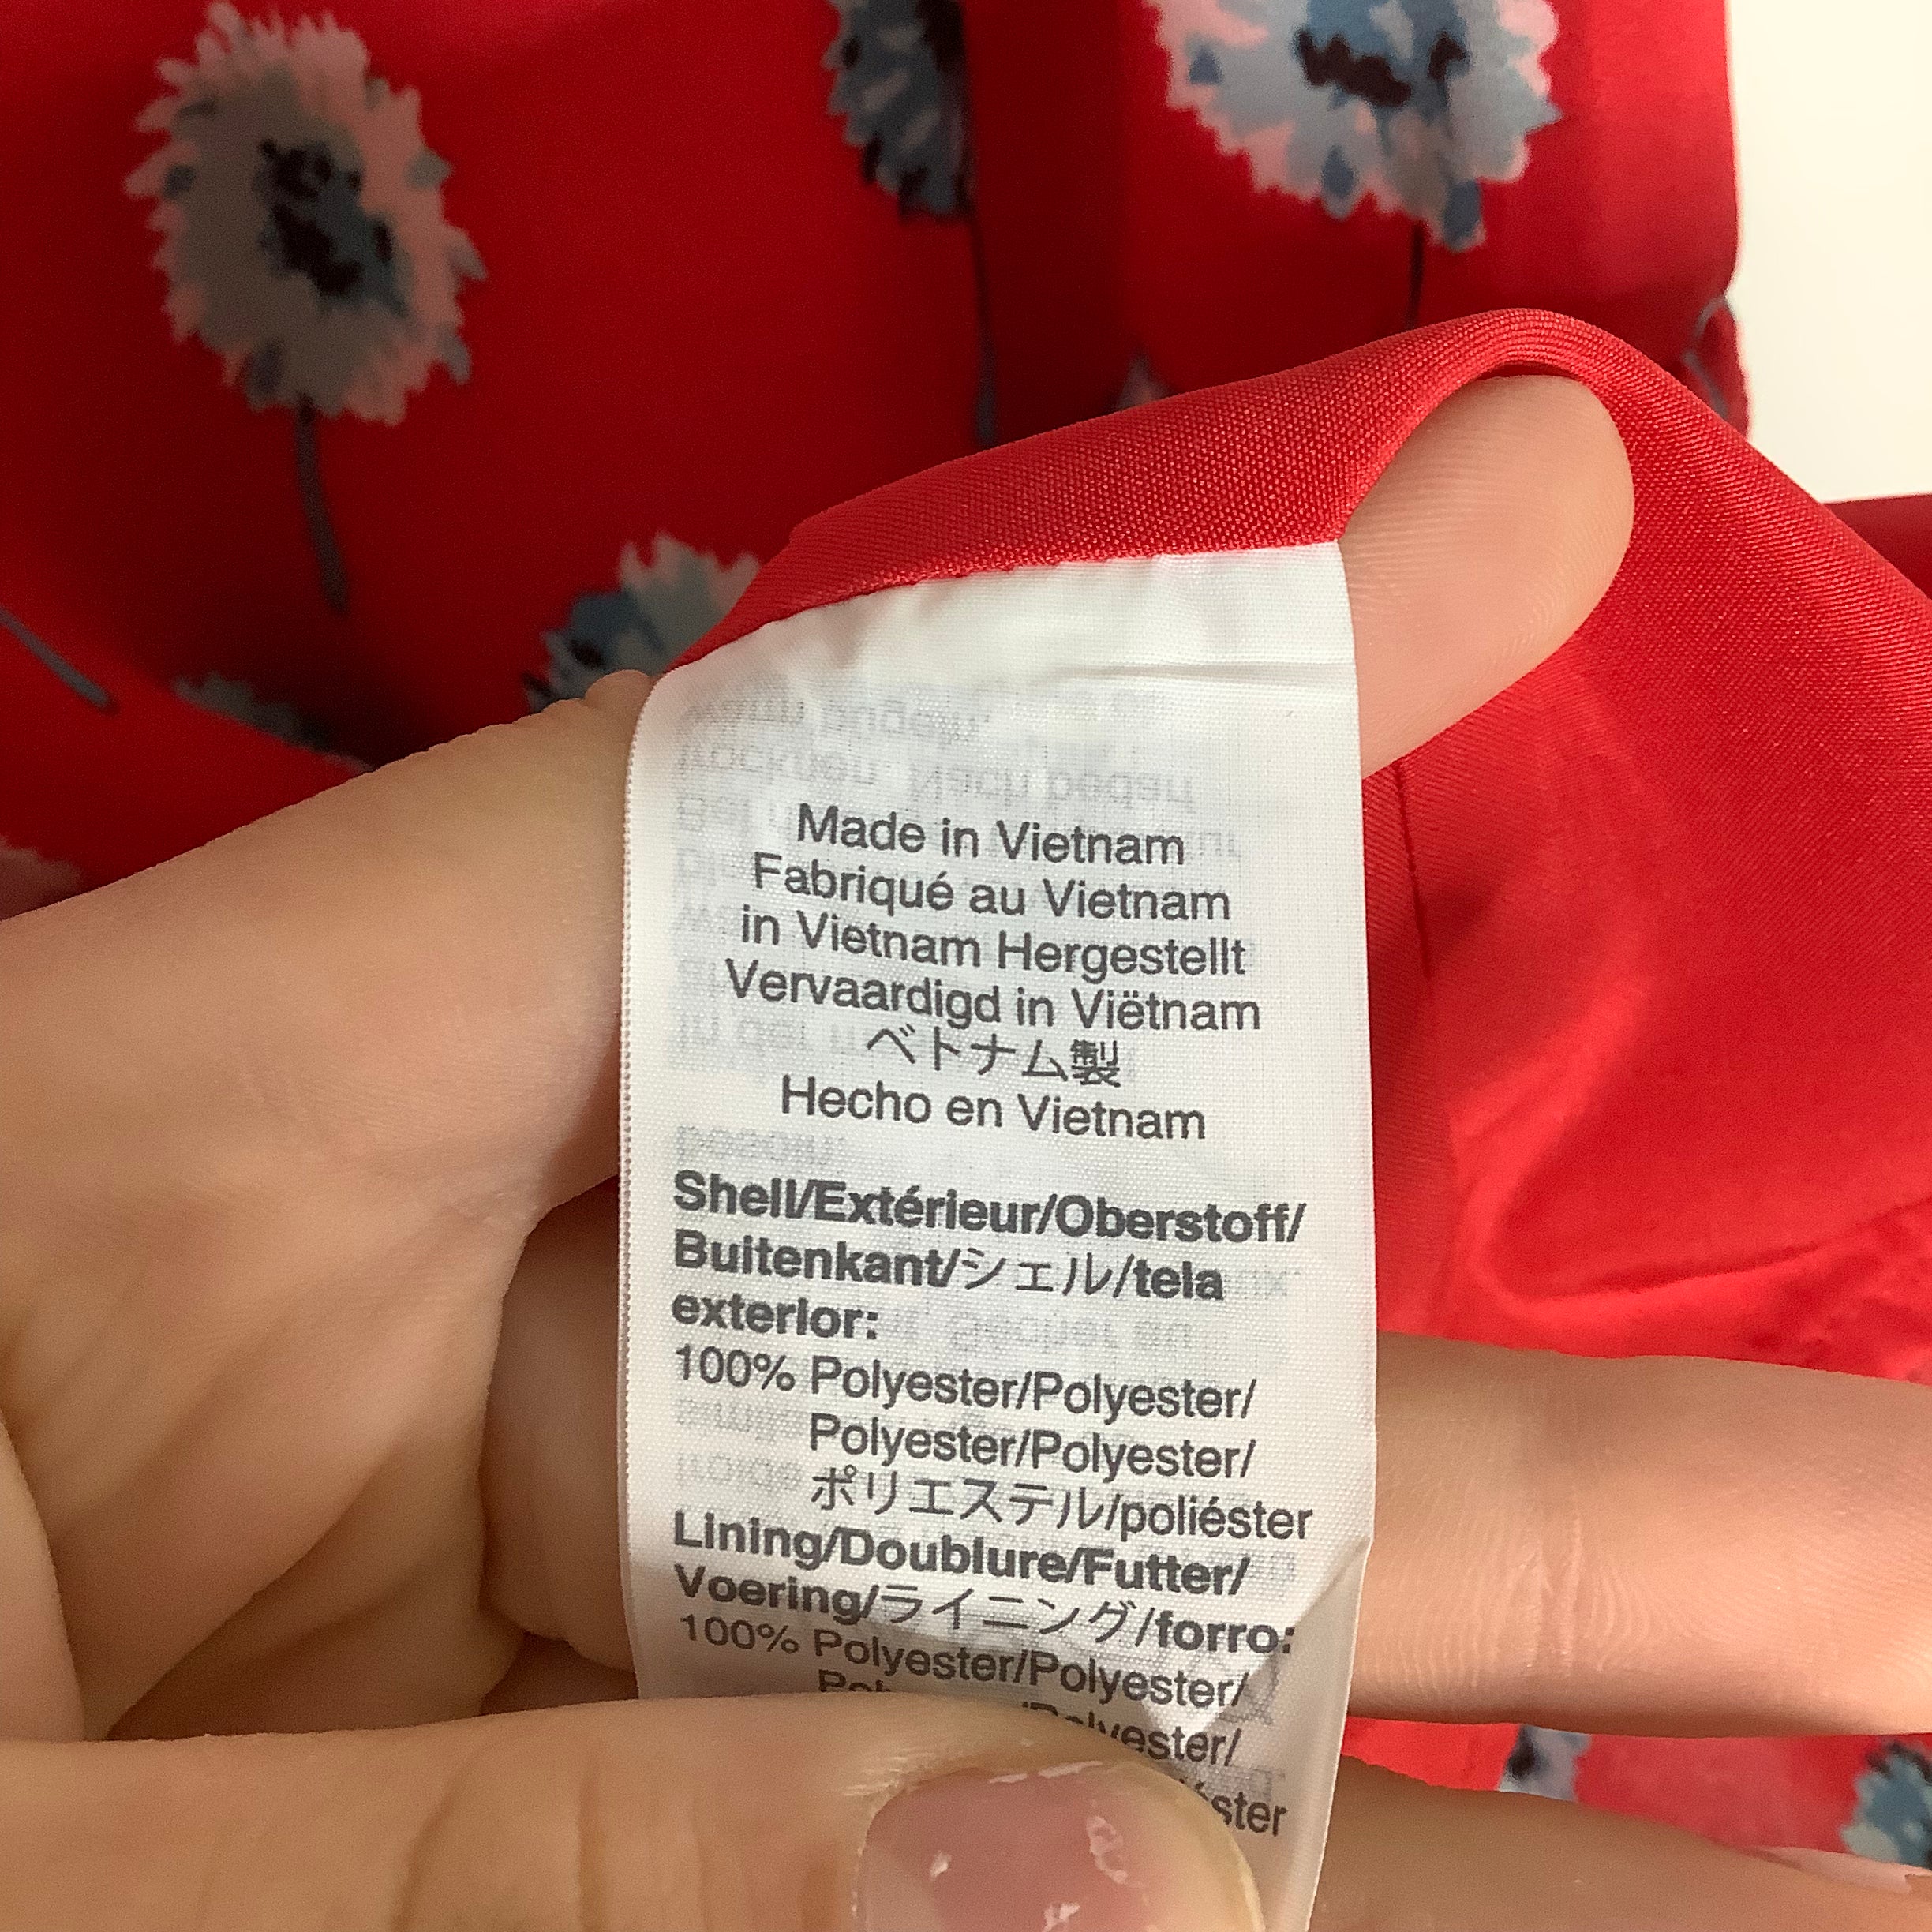 Made in Vietnam
Fabriqué au Vietnam
in Vietnam Hergestellt
Vervaardigd in Viëtnam
ベトナム製
Hecho en Vietnam
Shell/Extérieur/Oberstoff/
Buitenkant/シェル/tela
exterior:
100% Polyester/Polyester/
Polyester/Polyester/
ポリエステル/poliéster
Lining/Doublure/Futter/
Voering/ライニング/forro:
100% Polyester/Polyester/